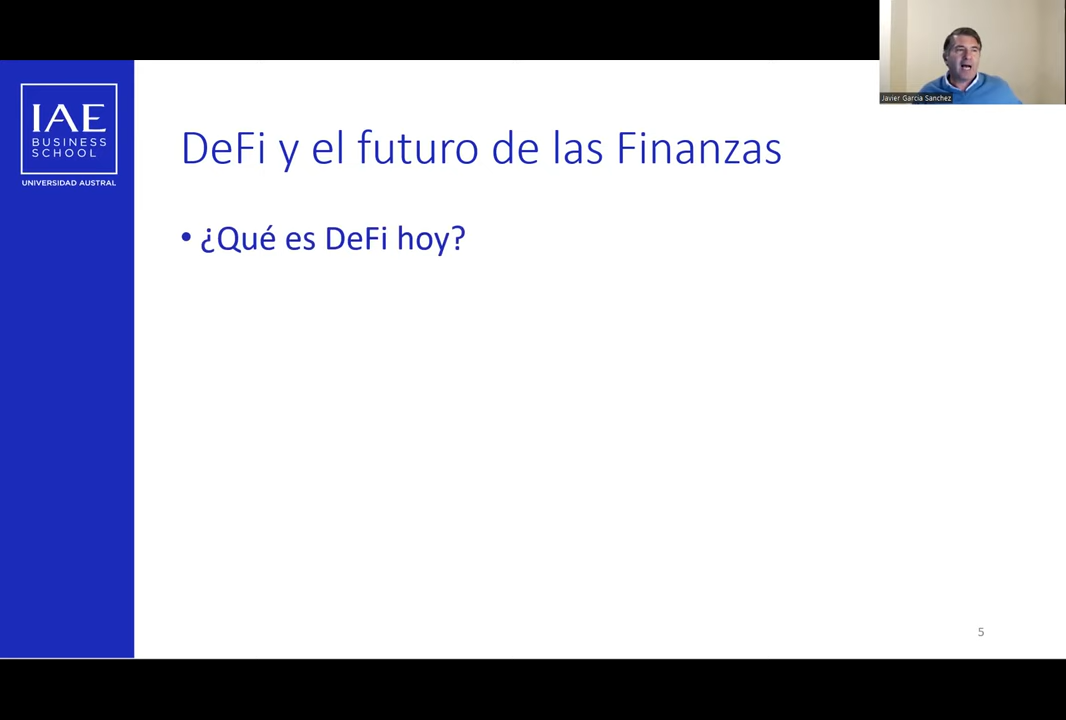 Javier Garcia Sanchez
IAE
BUSINESS
SCHOOL
UNIVERSIDAD AUSTRAL
DeFi y el futuro de las Finanzas
• ¿Qué es DeFi hoy?
5